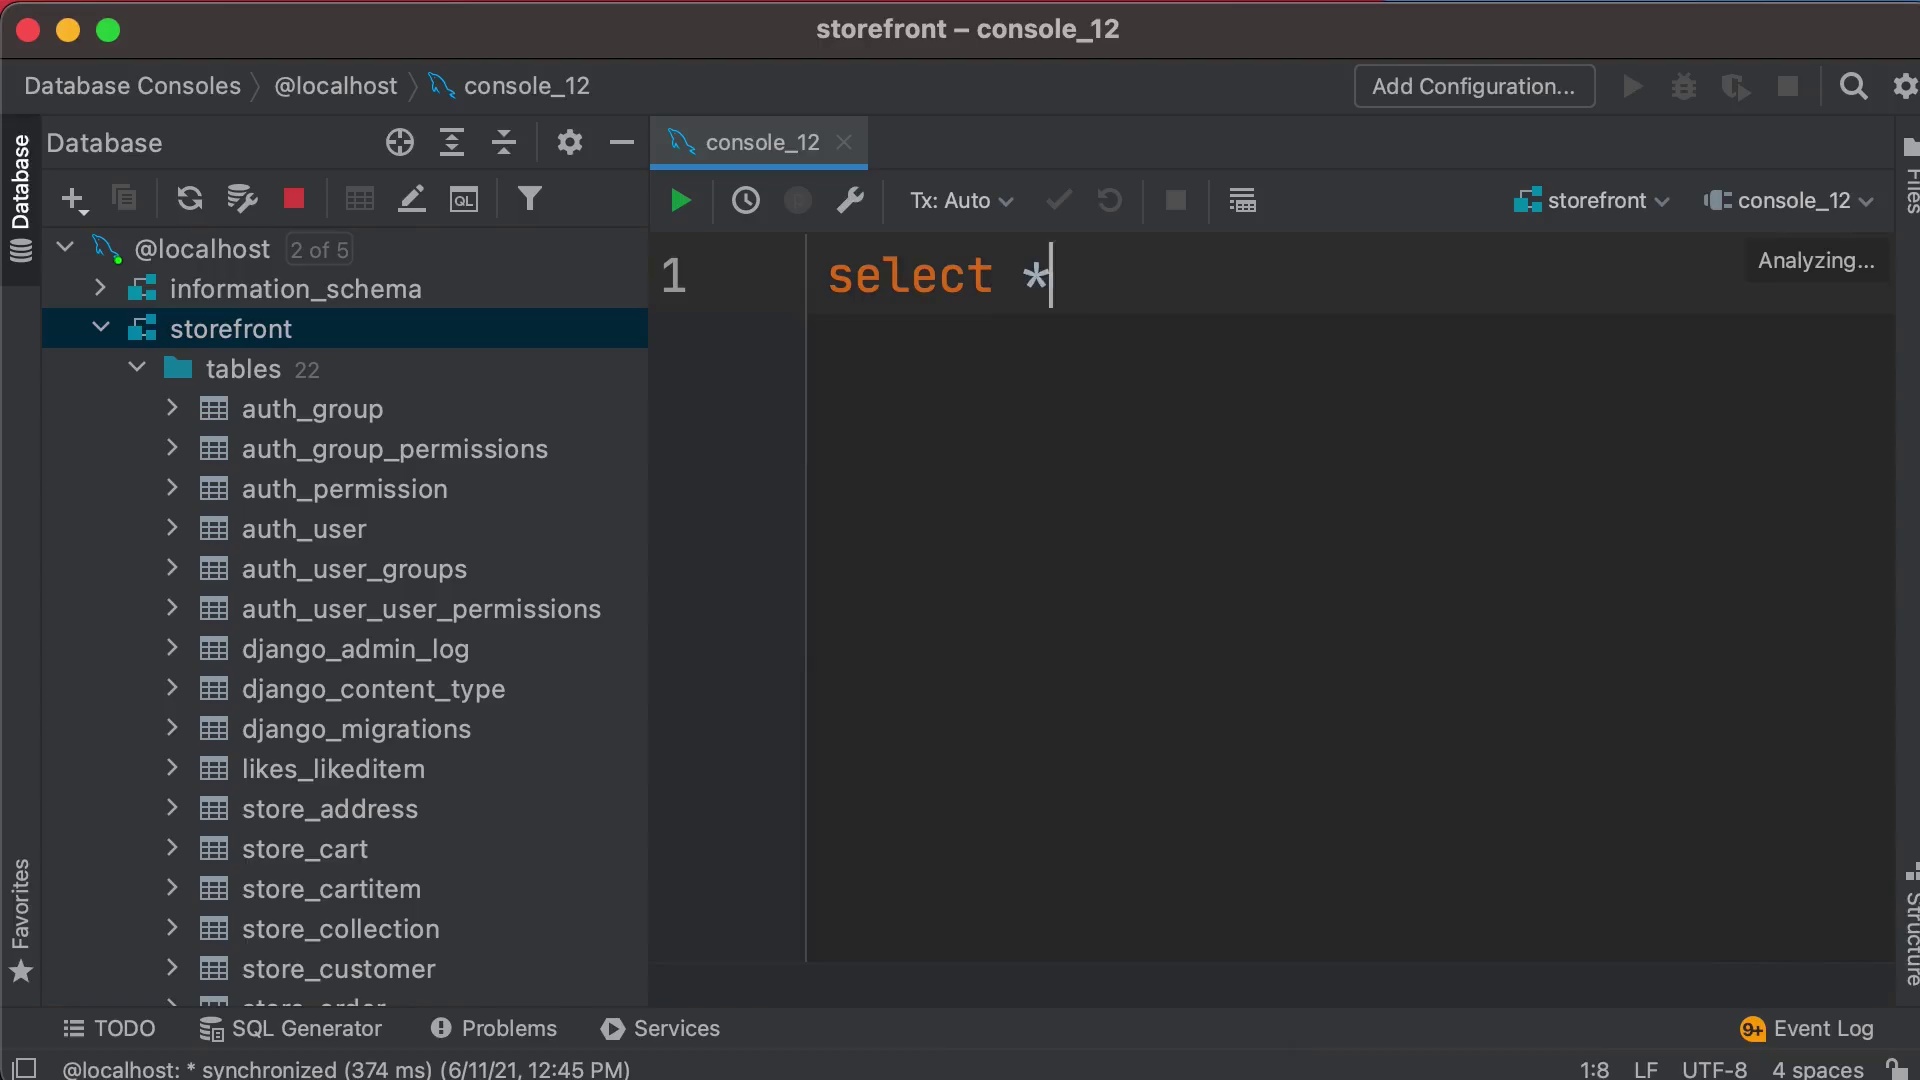 storefront – console_12
Database Consoles
@localhost
console_12
Add Configuration...
Database
Database
console_12
QL
Tx: Auto
storefront
console_12
Files
@localhost 2 of 5
information_schema
storefront
tables 22
auth_group
auth_group_permissions
auth_permission
auth_user
auth_user_groups
auth_user_user_permissions
django_admin_log
django_content_type
django_migrations
likes_likeditem
store_address
store_cart
store_cartitem
store_collection
store_customer
store_order
1
select *
Analyzing...
Favorites
Structure
TODO
SQL Generator
Problems
Services
9+
Event Log
@localhost: * synchronized (374 ms) (6/11/21, 12:45 PM)
1:8
LF
UTF-8
4 spaces